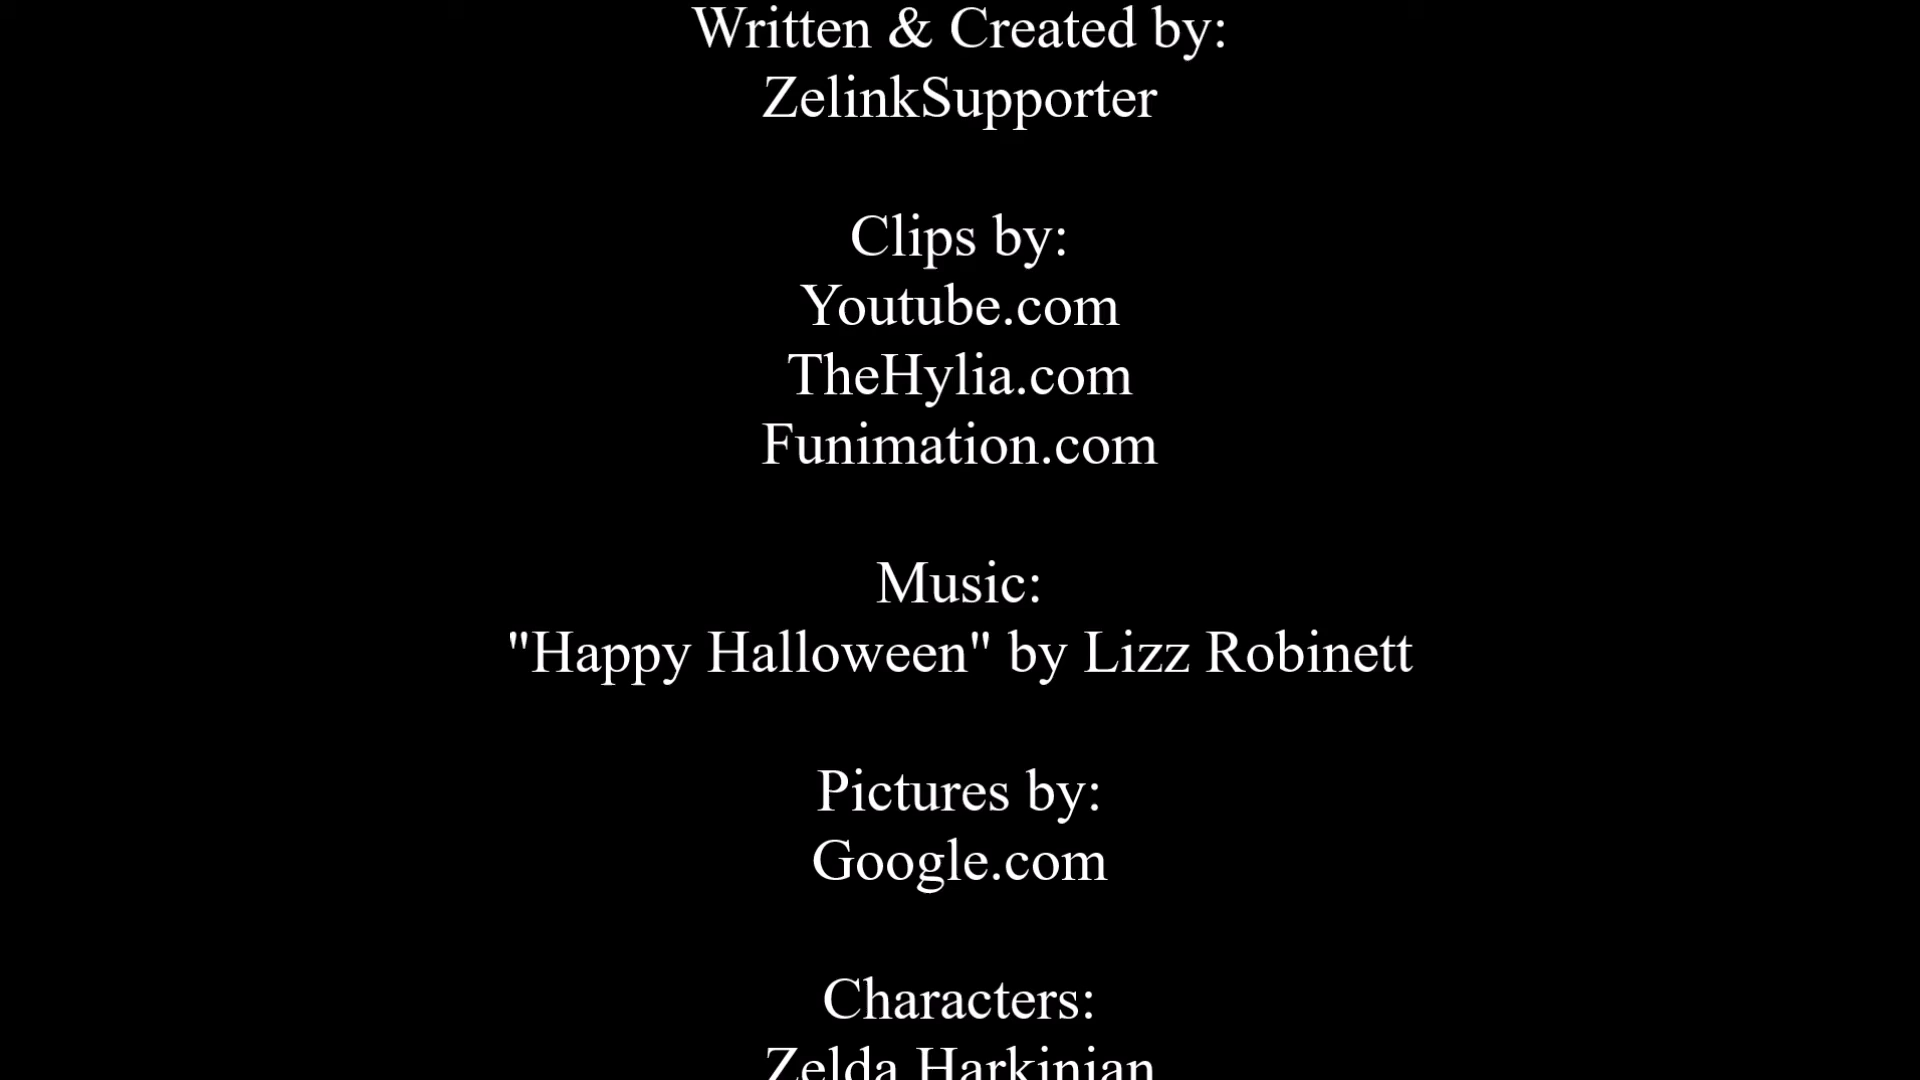 Written & Created by:
ZelinkSupporter
Clips by:
Youtube.com
TheHylia.com
Funimation.com
Music:
"Happy Halloween" by Lizz Robinett
Pictures by:
Google.com
Characters:
Zelda Harkinian